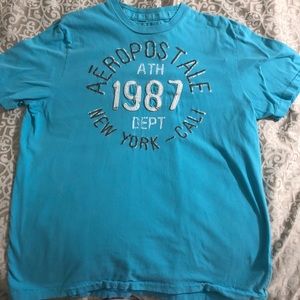 AÉROPOSTALE
ATH
1987
DEPT
NEW YORK - CALI